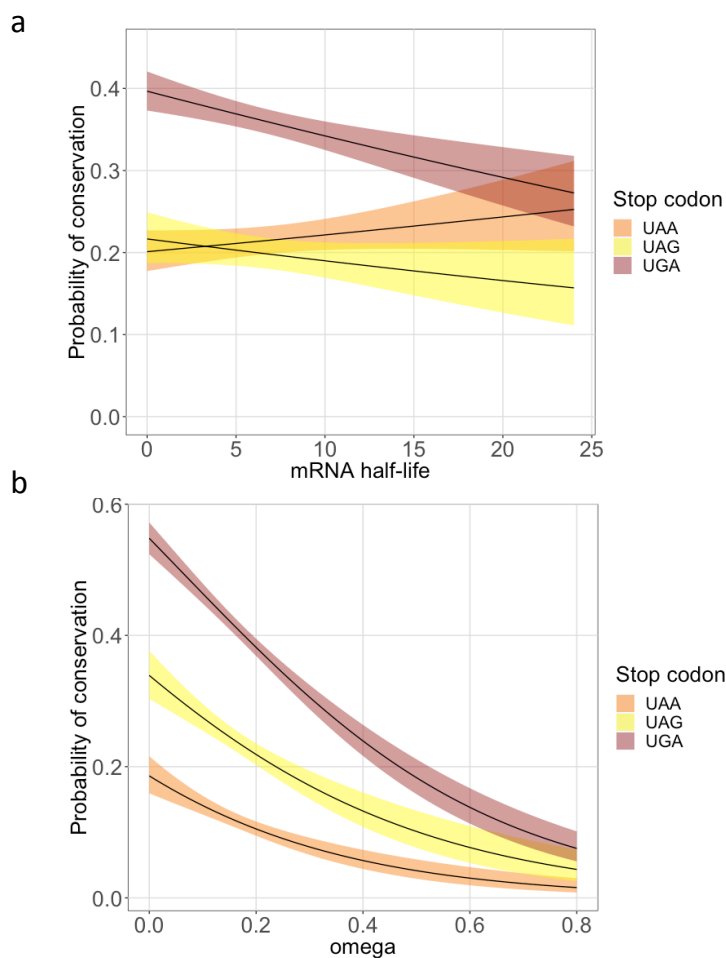 a
Probability of conservation
0.4
0.3
0.2
0.1
0.0
0 5 10 15 20 25
mRNA half-life
Stop codon
UAA
UAG
UGA
b
Probability of conservation
0.6
0.4
0.2
0.0
0.0 0.2 0.4 0.6 0.8
omega
Stop codon
UAA
UAG
UGA